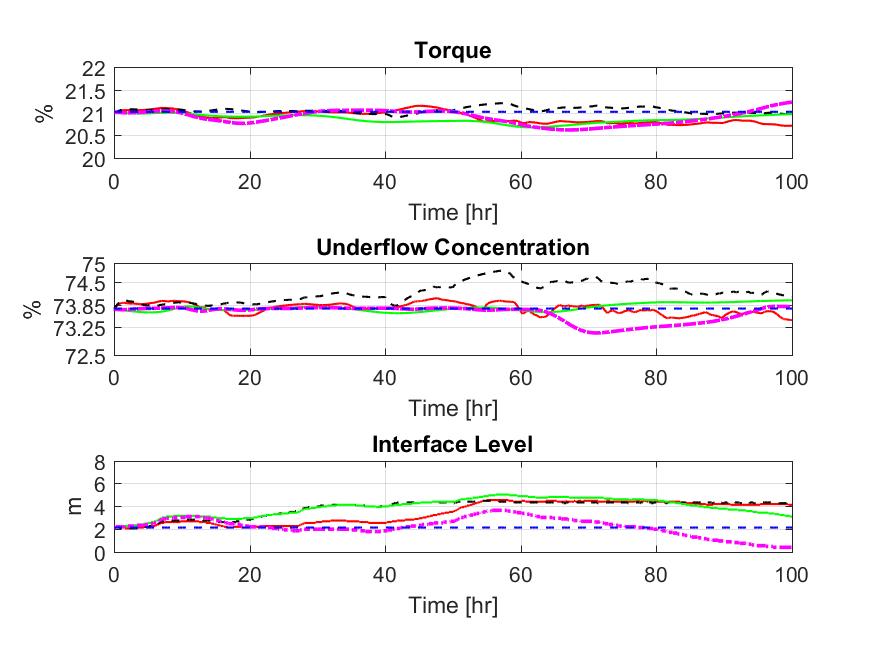 Torque
22
21.5
21
20.5
20
%
0 20 40 60 80 100
Time [hr]
Underflow Concentration
75
74.5
73.85
73.25
72.5
%
0 20 40 60 80 100
Time [hr]
Interface Level
8
6
4
2
0
m
0 20 40 60 80 100
Time [hr]